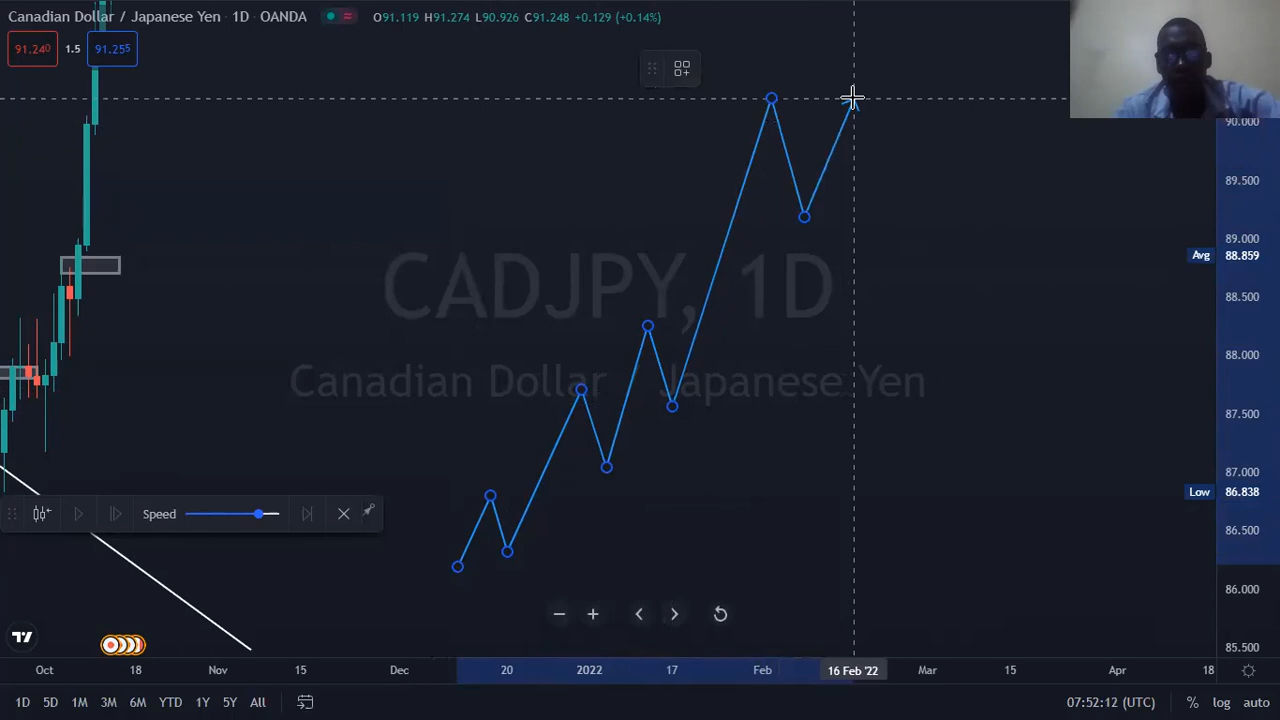 Canadian Dollar / Japanese Yen · 1D · OANDA O91.119 H91.274 L90.926 C91.248 +0.129 (+0.14%)
91.240 1.5 91.255
90.000
89.500
89.000
Avg 88.859
88.500
88.000
87.500
87.000
Low 86.838
86.500
86.000
85.500
CADJPY, 1D
Canadian Dollar / Japanese Yen
Speed
Oct 18 Nov 15 Dec 20 2022 17 Feb 16 Feb '22 Mar 15 Apr 18
1D 5D 1M 3M 6M YTD 1Y 5Y All 07:52:12 (UTC) % log auto